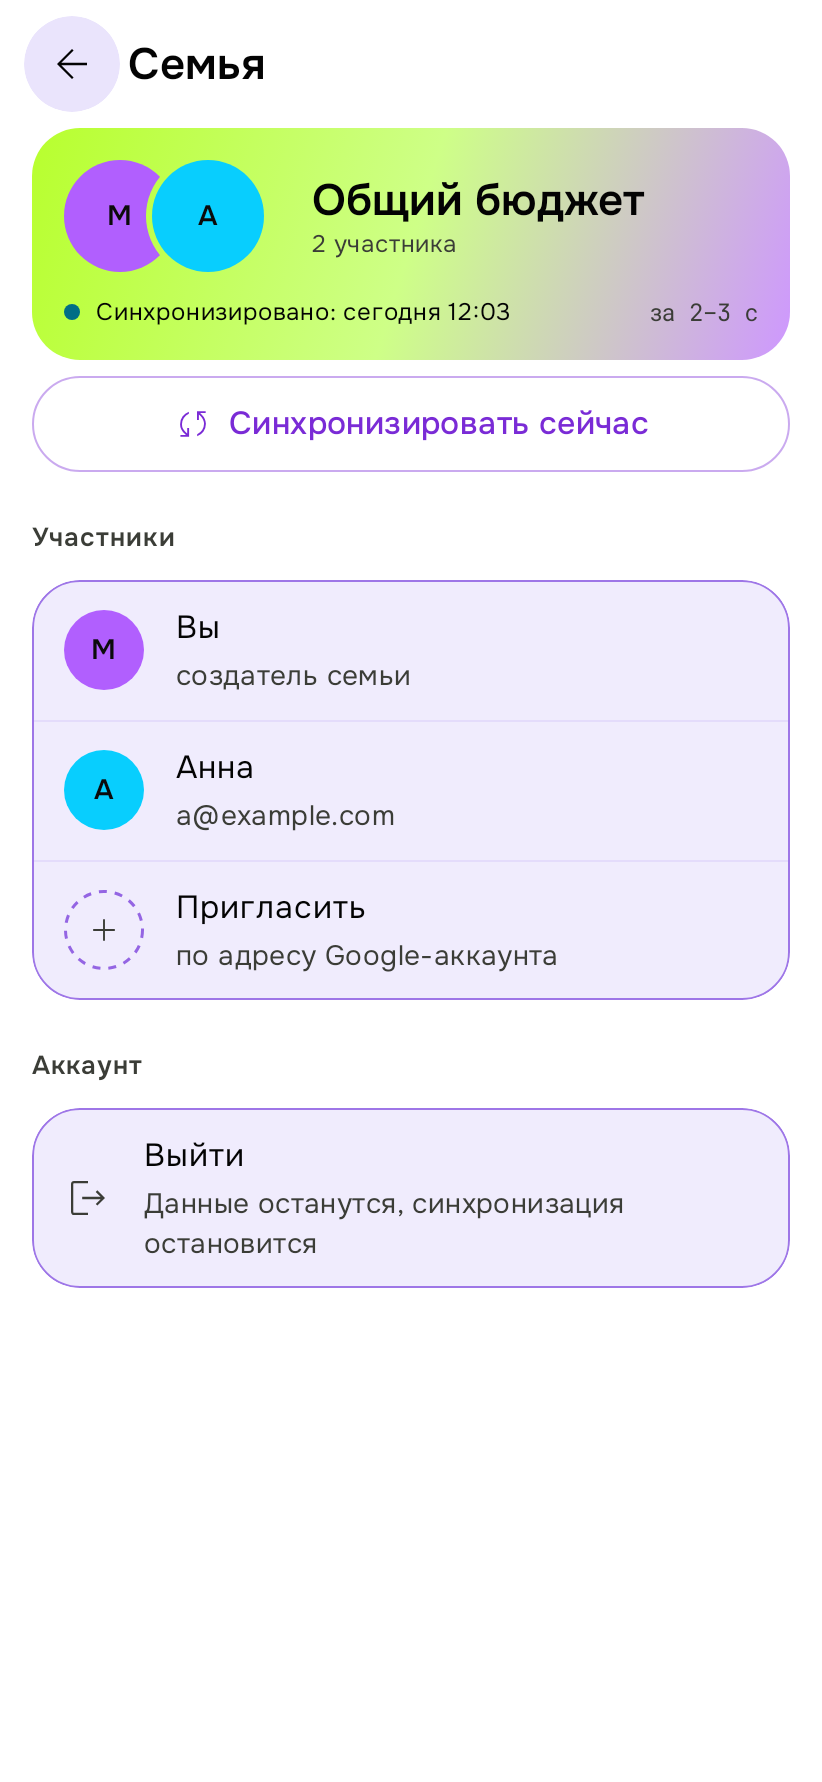 Семья
М
А
Общий бюджет
2 участника
Синхронизировано: сегодня 12:03
за 2–3 с
Синхронизировать сейчас
Участники
М
Вы
создатель семьи
А
Анна
a@example.com
Пригласить
по адресу Google-аккаунта
Аккаунт
Выйти
Данные останутся, синхронизация
остановится